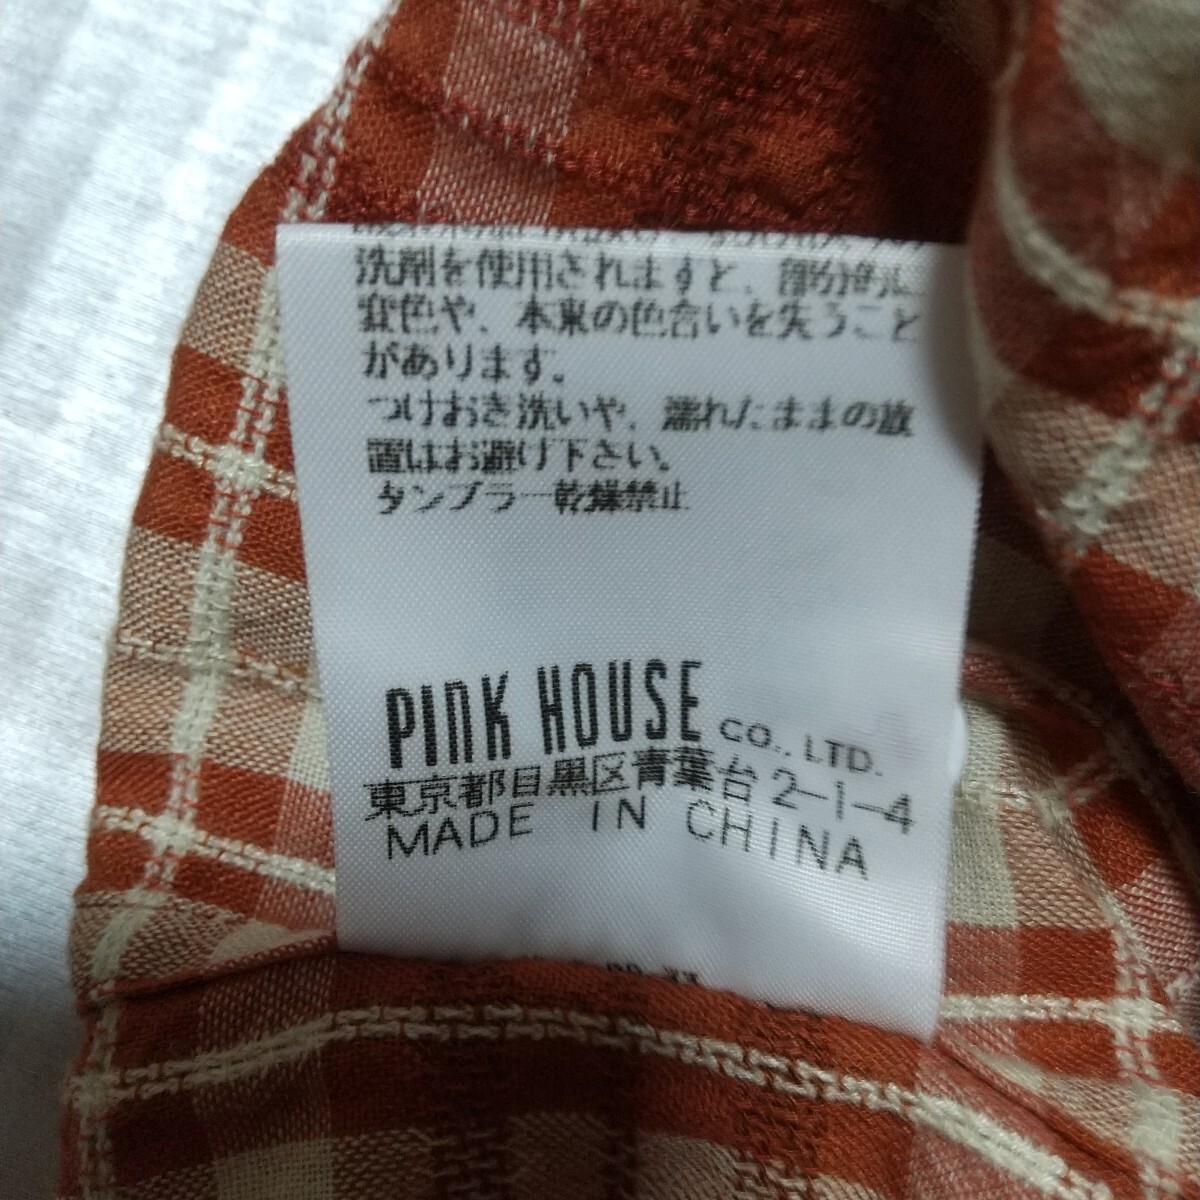 洗剤を使用されますと、部分的に
変色や、本来の色合いを失うこと
があります。
つけおき洗いや、濡れたままの放
置はお避け下さい。
タンブラー乾燥禁止
PINK HOUSE CO., LTD.
東京都目黒区青葉台2-1-4
MADE IN CHINA